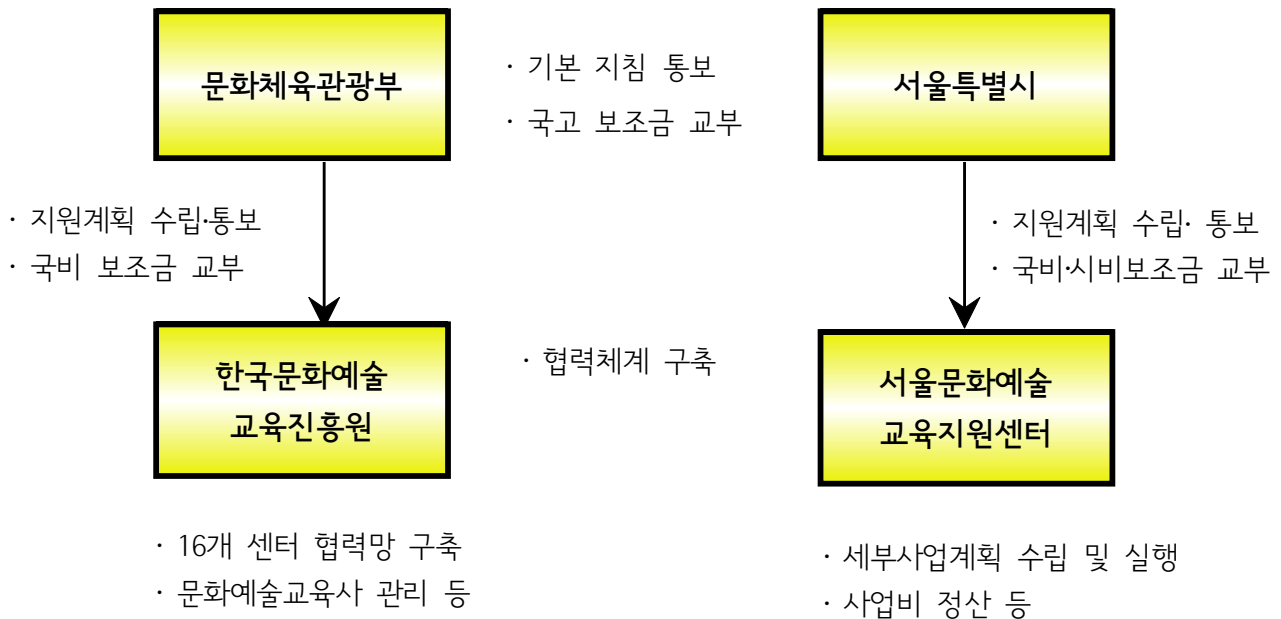 문화체육관광부
· 기본 지침 통보
· 국고 보조금 교부
서울특별시
· 지원계획 수립·통보
· 국비 보조금 교부
· 지원계획 수립· 통보
· 국비·시비보조금 교부
한국문화예술
교육진흥원
· 협력체계 구축
서울문화예술
교육지원센터
· 16개 센터 협력망 구축
· 문화예술교육사 관리 등
· 세부사업계획 수립 및 실행
· 사업비 정산 등